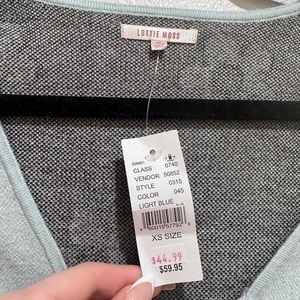 LOTTIE MOSS
CLASS 0740
VENDOR 50852
STYLE 0315
COLOR 045
LIGHT BLUE
XS SIZE
$44.99
$59.95